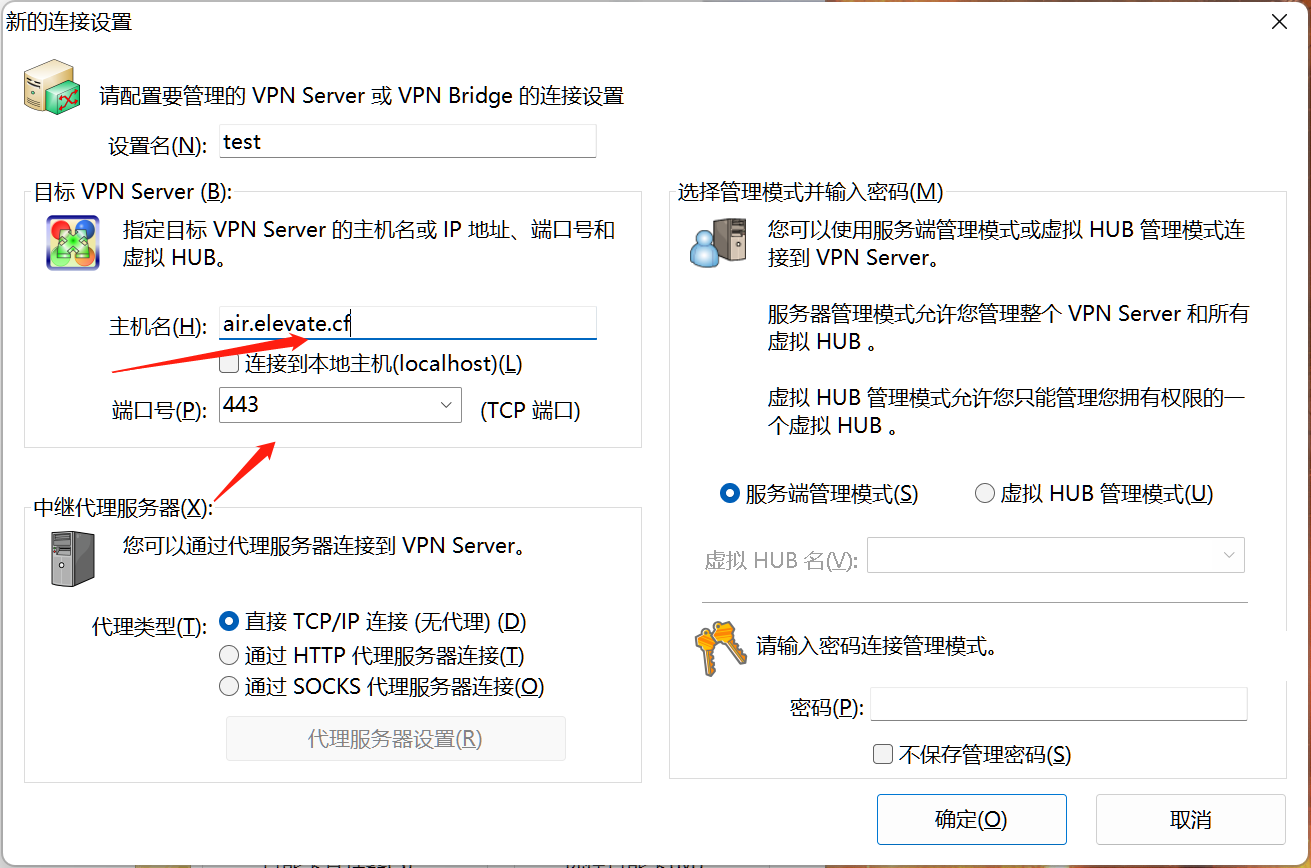 新的连接设置
请配置要管理的 VPN Server 或 VPN Bridge 的连接设置
设置名(N): test
目标 VPN Server (B):
指定目标 VPN Server 的主机名或 IP 地址、端口号和
虚拟 HUB。
主机名(H): air.elevate.cf
连接到本地主机(localhost)(L)
端口号(P): 443 (TCP 端口)
中继代理服务器(X):
您可以通过代理服务器连接到 VPN Server。
代理类型(T): 直接 TCP/IP 连接 (无代理) (D)
通过 HTTP 代理服务器连接(T)
通过 SOCKS 代理服务器连接(O)
代理服务器设置(R)
选择管理模式并输入密码(M)
您可以使用服务端管理模式或虚拟 HUB 管理模式连
接到 VPN Server。
服务器管理模式允许您管理整个 VPN Server 和所有
虚拟 HUB 。
虚拟 HUB 管理模式允许您只能管理您拥有权限的一
个虚拟 HUB 。
服务端管理模式(S) 虚拟 HUB 管理模式(U)
虚拟 HUB 名(V):
请输入密码连接管理模式。
密码(P):
不保存管理密码(S)
确定(O) 取消